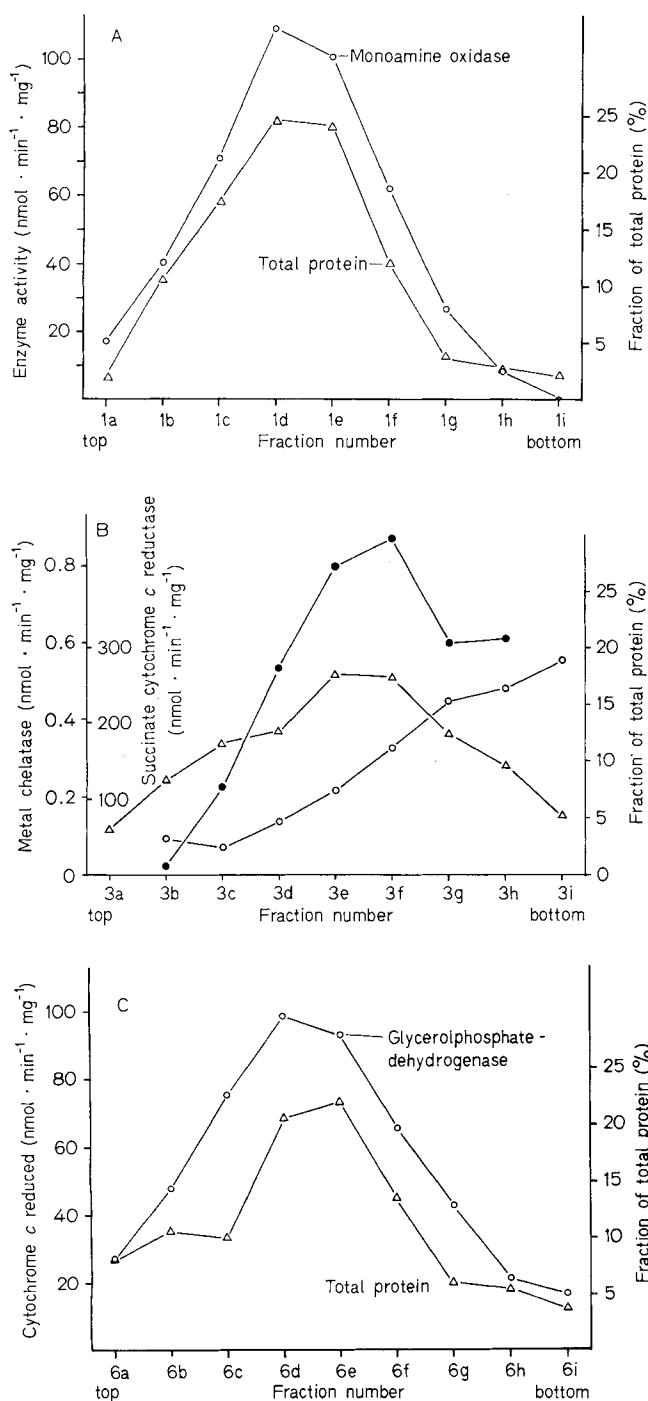 A
Enzyme activity (nmol · min⁻¹ · mg⁻¹)
100
80
60
40
20
Monoamine oxidase
Total protein
25
20
15
10
5
0
Fraction of total protein (%)
1a 1b 1c 1d 1e 1f 1g 1h 1i
top Fraction number bottom
B
Metal chelatase (nmol · min⁻¹ · mg⁻¹)
0.8
0.6
0.4
0.2
0
Succinate cytochrome c reductase
(nmol · min⁻¹ · mg⁻¹)
300
200
100
25
20
15
10
5
0
Fraction of total protein (%)
3a 3b 3c 3d 3e 3f 3g 3h 3i
top Fraction number bottom
C
Cytochrome c reduced (nmol · min⁻¹ · mg⁻¹)
100
80
60
40
20
Glycerolphosphate-
dehydrogenase
Total protein
25
20
15
10
5
Fraction of total protein (%)
6a 6b 6c 6d 6e 6f 6g 6h 6i
top Fraction number bottom